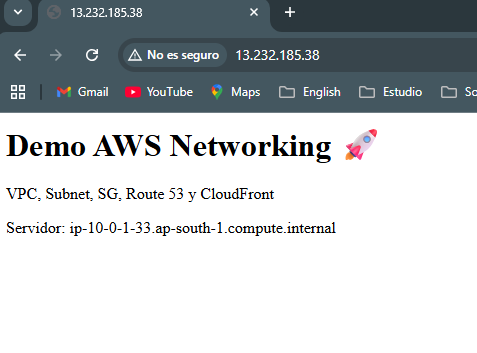 13.232.185.38
No es seguro 13.232.185.38
Gmail YouTube Maps English Estudio
Demo AWS Networking 🚀
VPC, Subnet, SG, Route 53 y CloudFront
Servidor: ip-10-0-1-33.ap-south-1.compute.internal